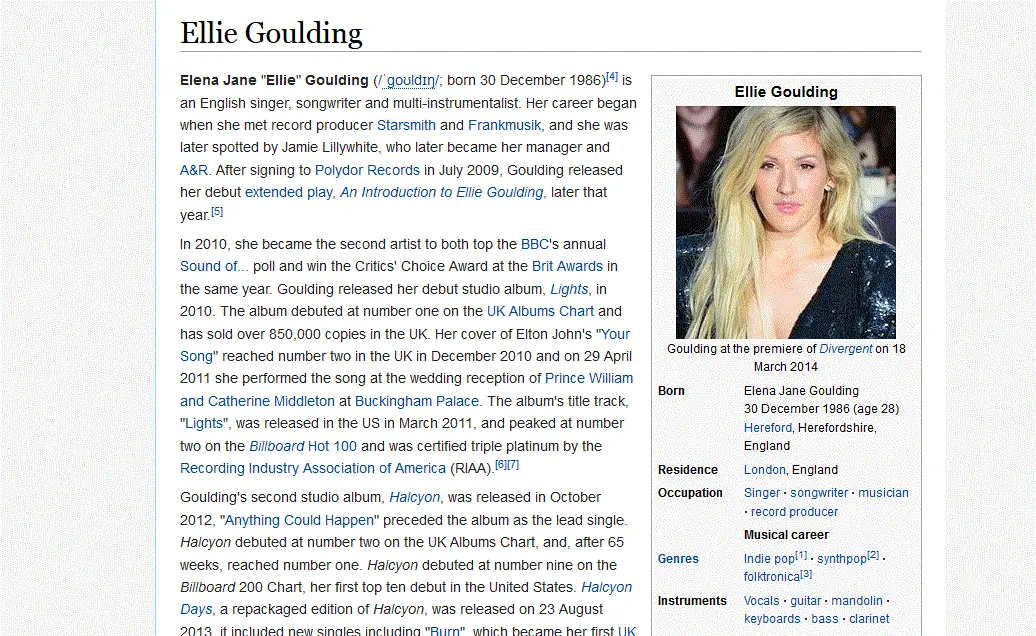 Ellie Goulding
Elena Jane "Ellie" Goulding (/ˈɡoʊldɪŋ/; born 30 December 1986)[4] is
an English singer, songwriter and multi-instrumentalist. Her career began
when she met record producer Starsmith and Frankmusik, and she was
later spotted by Jamie Lillywhite, who later became her manager and
A&R. After signing to Polydor Records in July 2009, Goulding released
her debut extended play, An Introduction to Ellie Goulding, later that
year.[5]
In 2010, she became the second artist to both top the BBC's annual
Sound of... poll and win the Critics' Choice Award at the Brit Awards in
the same year. Goulding released her debut studio album, Lights, in
2010. The album debuted at number one on the UK Albums Chart and
has sold over 850,000 copies in the UK. Her cover of Elton John's "Your
Song" reached number two in the UK in December 2010 and on 29 April
2011 she performed the song at the wedding reception of Prince William
and Catherine Middleton at Buckingham Palace. The album's title track,
"Lights", was released in the US in March 2011, and peaked at number
two on the Billboard Hot 100 and was certified triple platinum by the
Recording Industry Association of America (RIAA).[6][7]
Goulding's second studio album, Halcyon, was released in October
2012, "Anything Could Happen" preceded the album as the lead single.
Halcyon debuted at number two on the UK Albums Chart, and, after 65
weeks, reached number one. Halcyon debuted at number nine on the
Billboard 200 Chart, her first top ten debut in the United States. Halcyon
Days, a repackaged edition of Halcyon, was released on 23 August
2013, it included new singles including "Burn", which became her first UK
Ellie Goulding
Goulding at the premiere of Divergent on 18
March 2014
Born Elena Jane Goulding
30 December 1986 (age 28)
Hereford, Herefordshire,
England
Residence London, England
Occupation Singer · songwriter · musician
· record producer
Musical career
Genres Indie pop[1] · synthpop[2] ·
folktronica[3]
Instruments Vocals · guitar · mandolin ·
keyboards · bass · clarinet